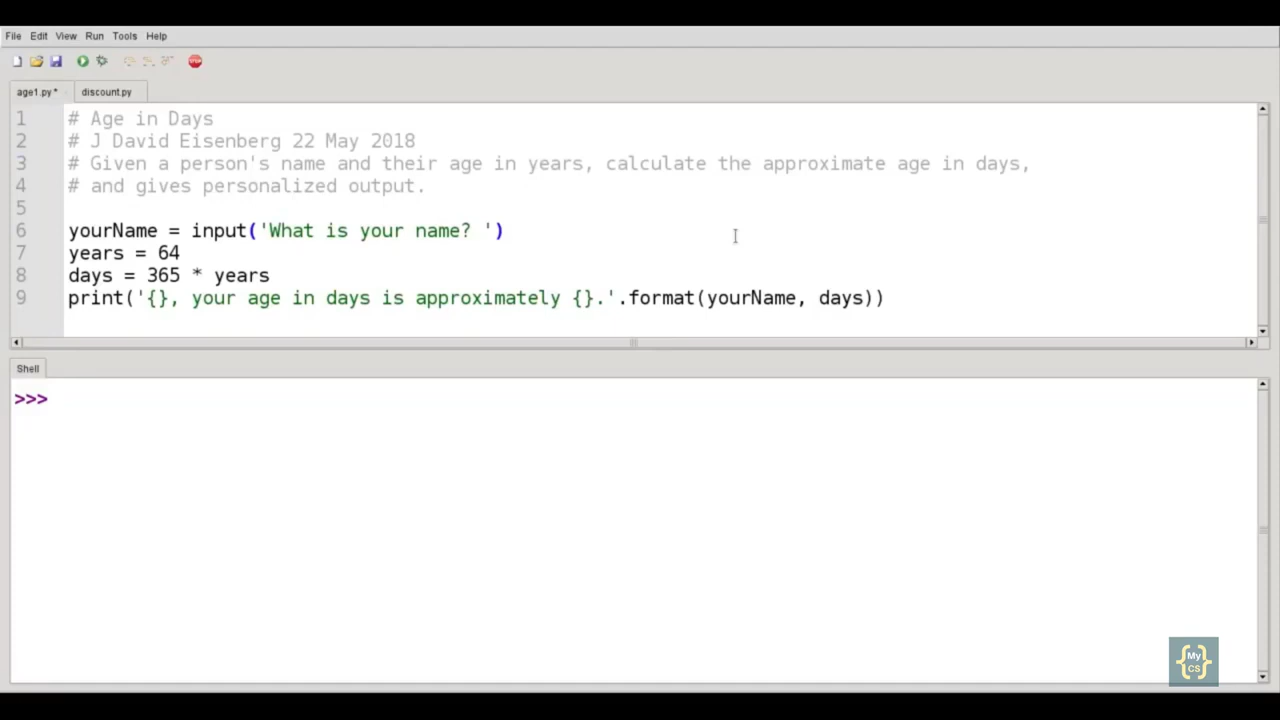 File Edit View Run Tools Help
age1.py * discount.py
1 # Age in Days
2 # J David Eisenberg 22 May 2018
3 # Given a person's name and their age in years, calculate the approximate age in days,
4 # and gives personalized output.
5
6 yourName = input('What is your name? ')
7 years = 64
8 days = 365 * years
9 print('{}, your age in days is approximately {}.'.format(yourName, days))
Shell
>>>
{My CS}